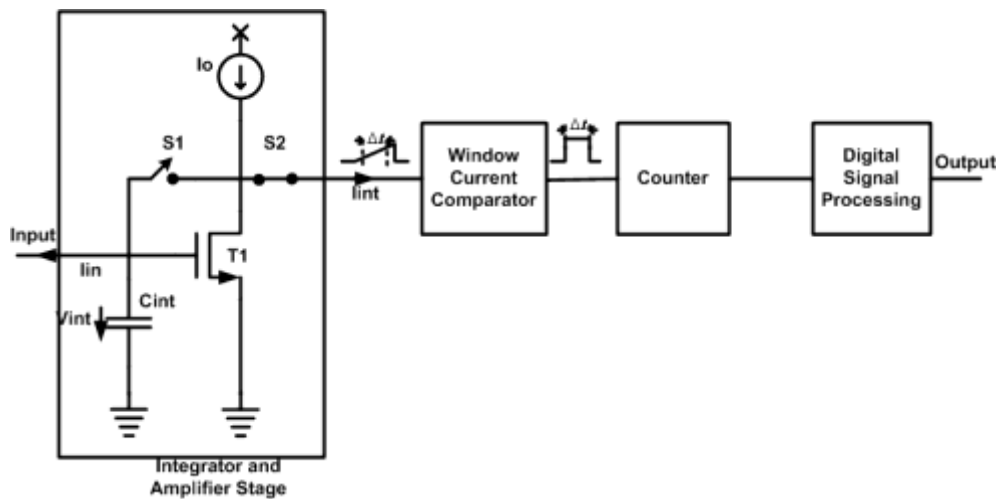 Io
S1
S2
Δt
Δt
Iint
Window
Current
Comparator
Counter
Digital
Signal
Processing
Output
Input
Iin
T1
Vint
Cint
Integrator and
Amplifier Stage